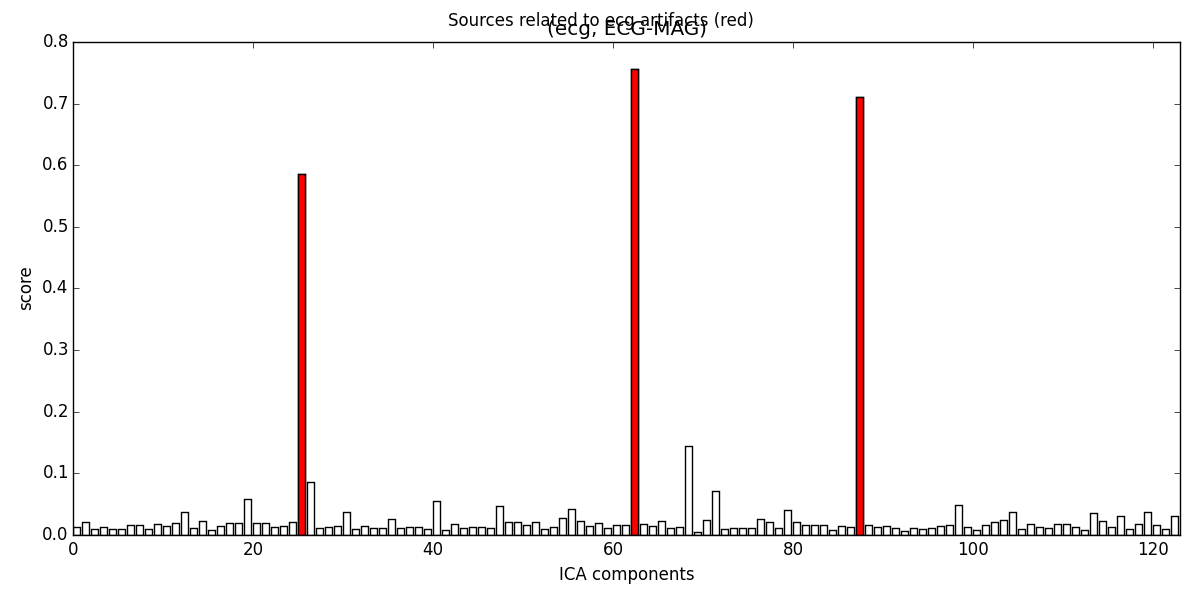 Sources related to ecg artifacts (red)
(ecg, ECG-MAG)
0.8
0.7
0.6
0.5
0.4
0.3
0.2
0.1
0.0
score
0 20 40 60 80 100 120
ICA components